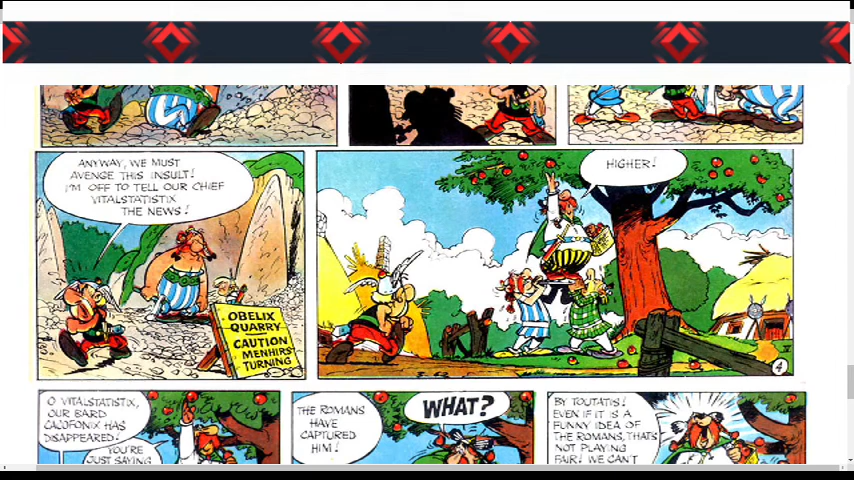 ANYWAY, WE MUST
AVENGE THIS INSULT!
I'M OFF TO TELL OUR CHIEF
VITALSTATISTIX
THE NEWS!
OBELIX
QUARRY
CAUTION
MENHIRS
TURNING
HIGHER!
4
O VITALSTATISTIX,
OUR BARD
CACOFONIX HAS
DISAPPEARED!
YOU'RE
JUST SAYING
THE ROMANS
HAVE
CAPTURED
HIM!
WHAT?
BY TOUTATIS!
EVEN IF IT IS A
FUNNY IDEA OF
THE ROMANS, THAT'S
NOT PLAYING
FAIR! WE CAN'T